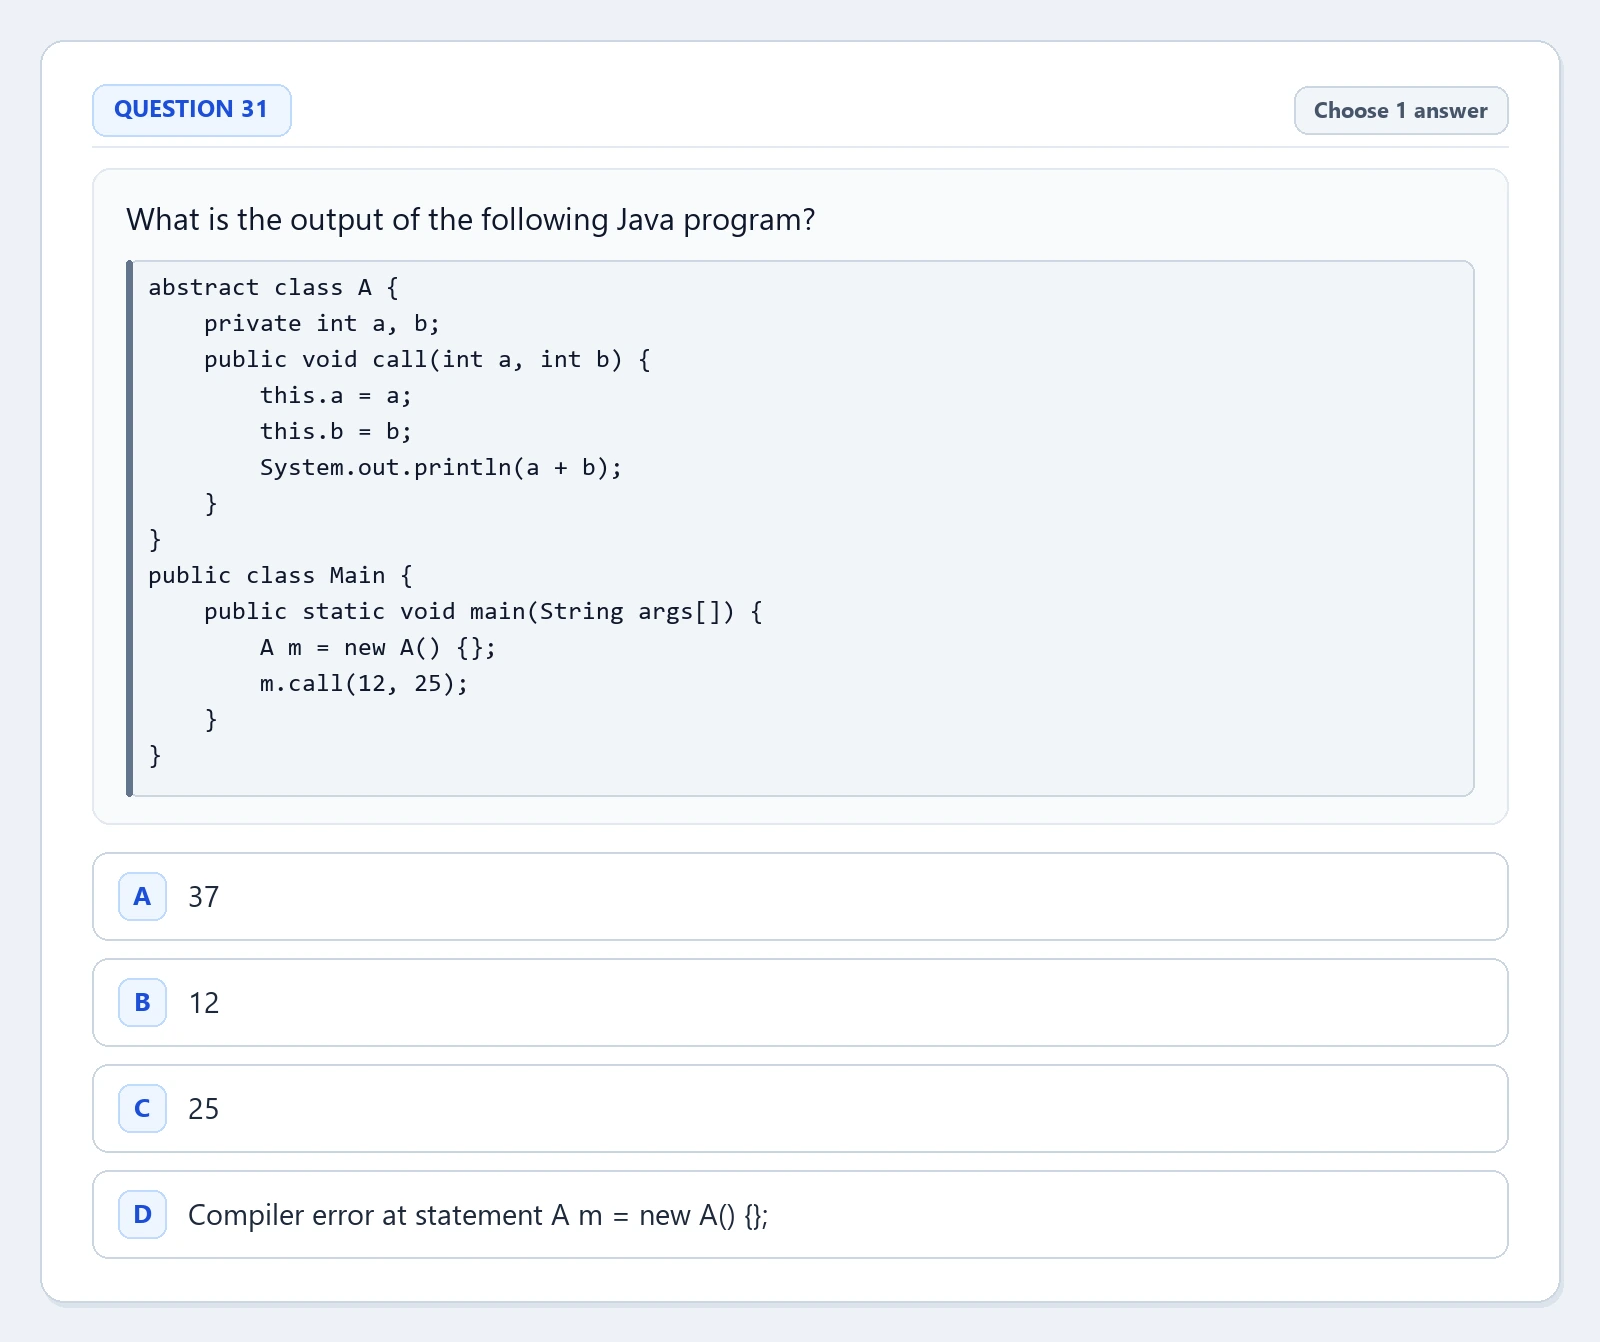 QUESTION 31
Choose 1 answer
What is the output of the following Java program?
abstract class A {
    private int a, b;
    public void call(int a, int b) {
        this.a = a;
        this.b = b;
        System.out.println(a + b);
    }
}
public class Main {
    public static void main(String args[]) {
        A m = new A() {};
        m.call(12, 25);
    }
}
A 37
B 12
C 25
D Compiler error at statement A m = new A() {};